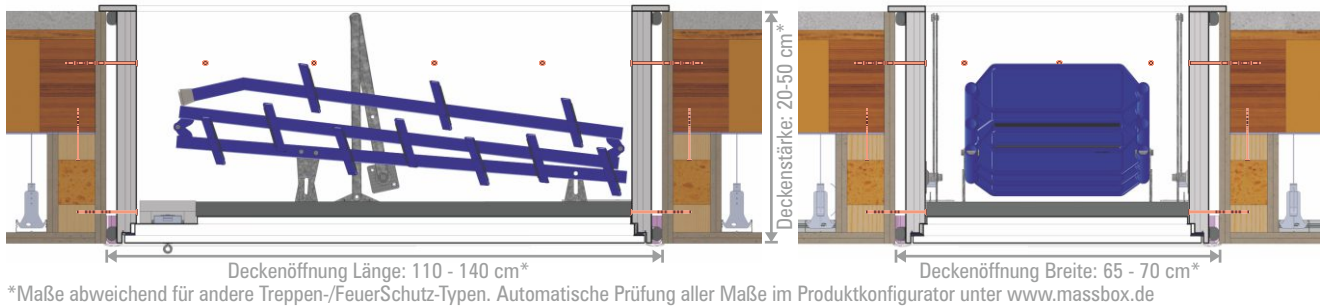 Deckenstärke: 20-50 cm*
Deckenöffnung Länge: 110 - 140 cm*
Deckenöffnung Breite: 65 - 70 cm*
*Maße abweichend für andere Treppen-/FeuerSchutz-Typen. Automatische Prüfung aller Maße im Produktkonfigurator unter www.massbox.de